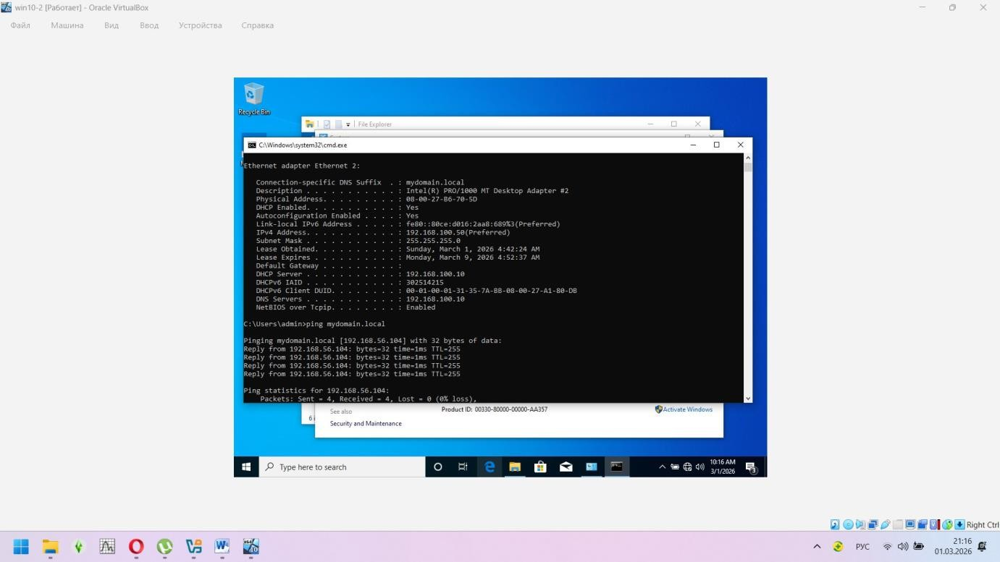 win10-2 [Работает] - Oracle VirtualBox
Файл Машина Вид Ввод Устройства Справка
Recycle Bin
File Explorer
C:\Windows\system32\cmd.exe
Ethernet adapter Ethernet 2:
Connection-specific DNS Suffix . : mydomain.local
Description . . . . . . . . . . . : Intel(R) PRO/1000 MT Desktop Adapter #2
Physical Address. . . . . . . . . : 08-00-27-B6-70-5D
DHCP Enabled. . . . . . . . . . . : Yes
Autoconfiguration Enabled . . . . : Yes
Link-local IPv6 Address . . . . . : fe80::80ce:d016:2aa8:689%3(Preferred)
IPv4 Address. . . . . . . . . . . : 192.168.100.50(Preferred)
Subnet Mask . . . . . . . . . . . : 255.255.255.0
Lease Obtained. . . . . . . . . . : Sunday, March 1, 2026 4:42:24 AM
Lease Expires . . . . . . . . . . : Monday, March 9, 2026 4:52:37 AM
Default Gateway . . . . . . . . . :
DHCP Server . . . . . . . . . . . : 192.168.100.10
DHCPv6 IAID . . . . . . . . . . . : 302514215
DHCPv6 Client DUID. . . . . . . . : 00-01-00-01-31-35-7A-BB-08-00-27-A1-80-DB
DNS Servers . . . . . . . . . . . : 192.168.100.10
NetBIOS over Tcpip. . . . . . . . : Enabled
C:\Users\admin>ping mydomain.local
Pinging mydomain.local [192.168.56.104] with 32 bytes of data:
Reply from 192.168.56.104: bytes=32 time=1ms TTL=255
Reply from 192.168.56.104: bytes=32 time=1ms TTL=255
Reply from 192.168.56.104: bytes=32 time=1ms TTL=255
Reply from 192.168.56.104: bytes=32 time=1ms TTL=255
Ping statistics for 192.168.56.104:
Packets: Sent = 4, Received = 4, Lost = 0 (0% loss),
See also
Product ID: 00330-80000-00000-AA357
Activate Windows
6
Security and Maintenance
Type here to search
10:16 AM
3/1/2026
3
Right Ctrl
РУС
21:16
01.03.2026